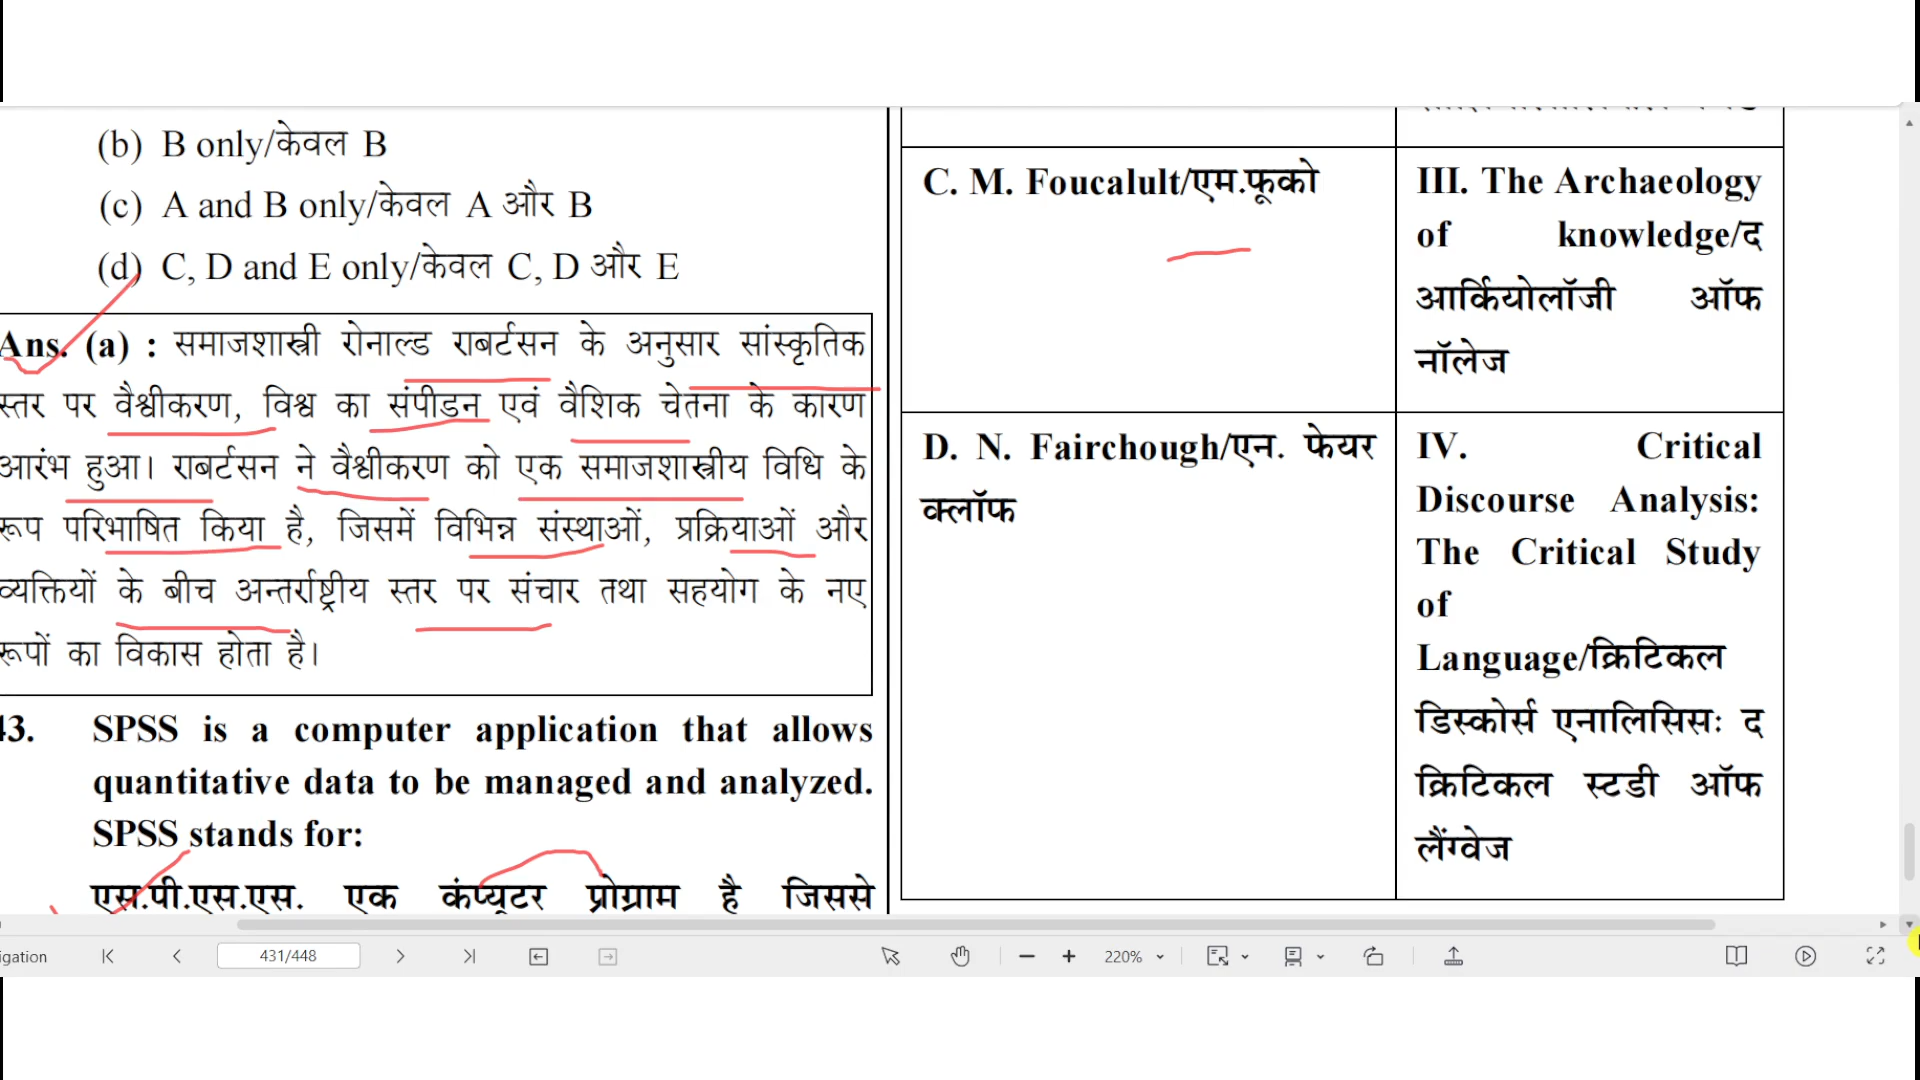 (b) B only/केवल B
(c) A and B only/केवल A और B
(d) C, D and E only/केवल C, D और E
Ans. (a) : समाजशास्त्री रोनाल्ड राबर्टसन के अनुसार सांस्कृतिक
स्तर पर वैश्वीकरण, विश्व का संपीडन एवं वैशिक चेतना के कारण
आरंभ हुआ। राबर्टसन ने वैश्वीकरण को एक समाजशास्त्रीय विधि के
रूप परिभाषित किया है, जिसमें विभिन्न संस्थाओं, प्रक्रियाओं और
व्यक्तियों के बीच अन्तर्राष्ट्रीय स्तर पर संचार तथा सहयोग के नए
रूपों का विकास होता है।
43. SPSS is a computer application that allows
quantitative data to be managed and analyzed.
SPSS stands for:
एस.पी.एस.एस. एक कंप्यूटर प्रोग्राम है जिससे
C. M. Foucalult/एम.फूको
III. The Archaeology
of knowledge/द
आर्कियोलॉजी ऑफ
नॉलेज
D. N. Fairchough/एन. फेयर
क्लॉफ
IV. Critical
Discourse Analysis:
The Critical Study
of
Language/क्रिटिकल
डिस्कोर्स एनालिसिसः द
क्रिटिकल स्टडी ऑफ
लैंग्वेज
igation
431/448
220%